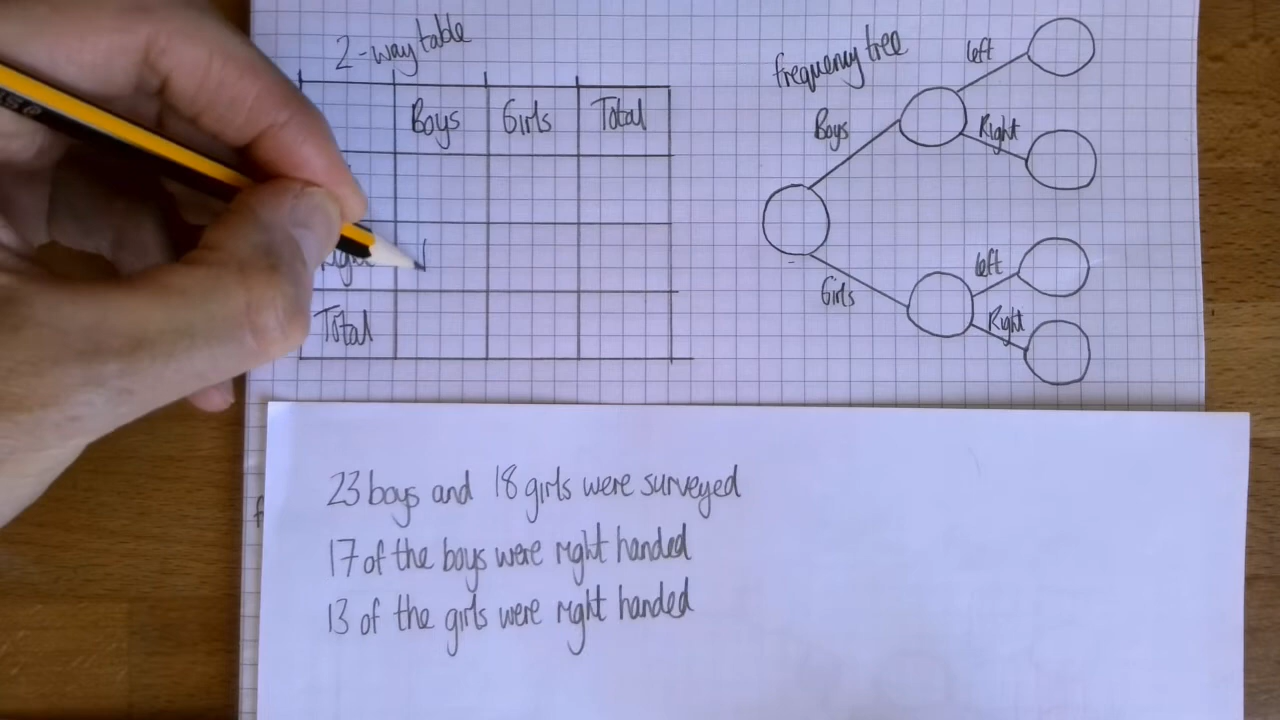 2-way table
Boys Girls Total
Right
Total
frequency tree
Boys
left
Right
Girls
left
Right
23 boys and 18 girls were surveyed
17 of the boys were right handed
13 of the girls were right handed